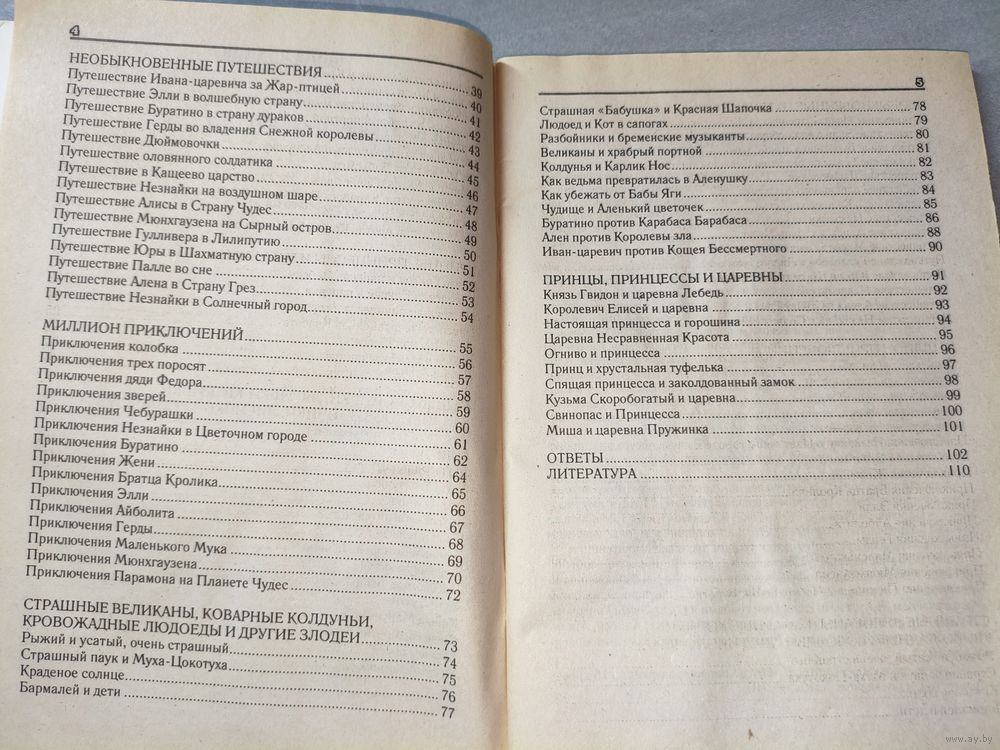 4
НЕОБЫКНОВЕННЫЕ ПУТЕШЕСТВИЯ 39
Путешествие Ивана-царевича за Жар-птицей 40
Путешествие Элли в волшебную страну 41
Путешествие Буратино в страну дураков 42
Путешествие Герды во владения Снежной королевы 43
Путешествие Дюймовочки 44
Путешествие оловянного солдатика 45
Путешествие в Кащеево царство 46
Путешествие Незнайки на воздушном шаре 47
Путешествие Алисы в Страну Чудес 48
Путешествие Мюнхгаузена на Сырный остров 49
Путешествие Гулливера в Лилипутию 50
Путешествие Юры в Шахматную страну 51
Путешествие Палле во сне 52
Путешествие Алена в Страну Грез 53
Путешествие Незнайки в Солнечный город 54
МИЛЛИОН ПРИКЛЮЧЕНИЙ 55
Приключения колобка 56
Приключения трех поросят 57
Приключения дяди Федора 58
Приключения зверей 59
Приключения Чебурашки 60
Приключения Незнайки в Цветочном городе 61
Приключения Буратино 62
Приключения Жени 64
Приключения Братца Кролика 65
Приключения Элли 66
Приключения Айболита 67
Приключения Герды 68
Приключения Маленького Мука 69
Приключения Мюнхгаузена 70
Приключения Парамона на Планете Чудес 72
СТРАШНЫЕ ВЕЛИКАНЫ, КОВАРНЫЕ КОЛДУНЬИ,
КРОВОЖАДНЫЕ ЛЮДОЕДЫ И ДРУГИЕ ЗЛОДЕИ 73
Рыжий и усатый, очень страшный 74
Страшный паук и Муха-Цокотуха 75
Краденое солнце 76
Бармалей и дети 77
5
Страшная «Бабушка» и Красная Шапочка 78
Людоед и Кот в сапогах 79
Разбойники и бременские музыканты 80
Великаны и храбрый портной 81
Колдунья и Карлик Нос 82
Как ведьма превратилась в Аленушку 83
Как убежать от Бабы Яги 84
Чудище и Аленький цветочек 85
Буратино против Карабаса Барабаса 86
Ален против Королевы зла 88
Иван-царевич против Кощея Бессмертного 90
ПРИНЦЫ, ПРИНЦЕССЫ И ЦАРЕВНЫ 91
Князь Гвидон и царевна Лебедь 92
Королевич Елисей и царевна 93
Настоящая принцесса и горошина 94
Царевна Несравненная Красота 95
Огниво и принцесса 96
Принц и хрустальная туфелька 97
Спящая принцесса и заколдованный замок 98
Кузьма Скоробогатый и царевна 99
Свинопас и Принцесса 100
Миша и царевна Пружинка 101
ОТВЕТЫ 102
ЛИТЕРАТУРА 110
www.ay.by